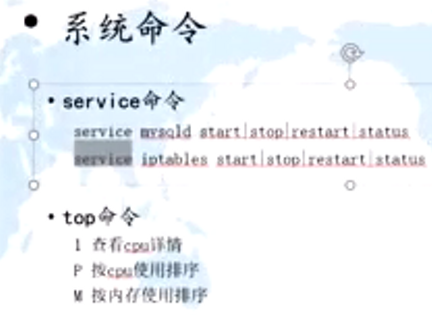 • 系统命令
• service命令
service mysqld start|stop|restart|status
service iptables start|stop|restart|status
• top命令
1 查看cpu详情
P 按cpu使用排序
M 按内存使用排序